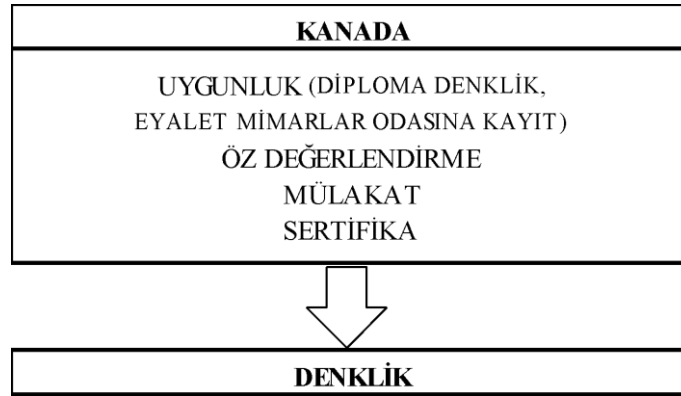 KANADA
UYGUNLUK (DİPLOMA DENKLİK,
EYALET MİMARLAR ODASINA KAYIT)
ÖZ DEĞERLENDİRME
MÜLAKAT
SERTİFİKA
DENKLİK